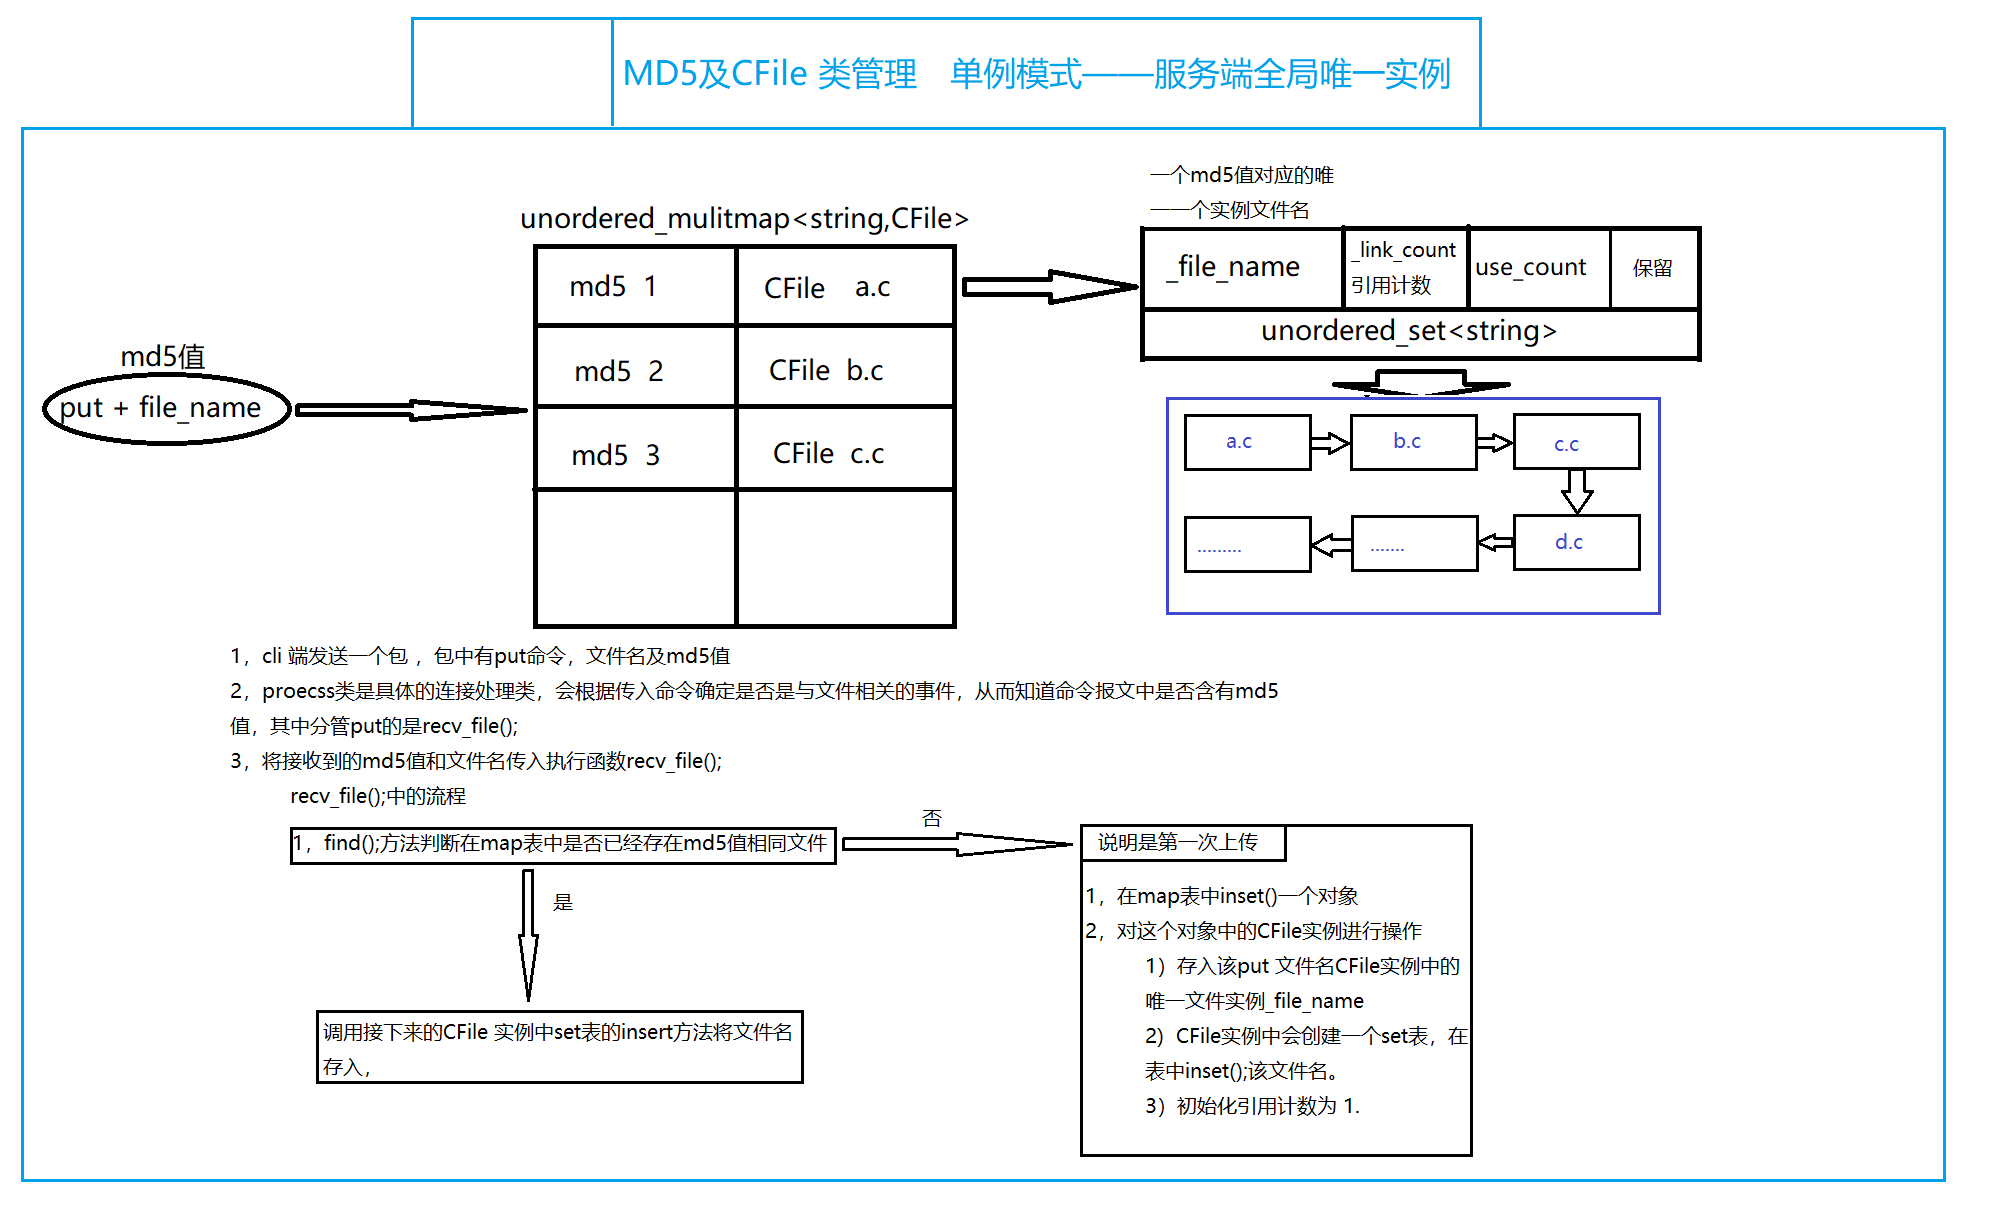 MD5及CFile 类管理　单例模式——服务端全局唯一实例
一个md5值对应的唯
一一个实例文件名
unordered_mulitmap<string,CFile>
md5 1
CFile a.c
_file_name
_link_count
引用计数
use_count
保留
unordered_set<string>
md5值
put + file_name
md5 2
CFile b.c
md5 3
CFile c.c
a.c
b.c
c.c
.........
.......
d.c
1，cli 端发送一个包 ，包中有put命令，文件名及md5值
2，proecss类是具体的连接处理类，会根据传入命令确定是否是与文件相关的事件，从而知道命令报文中是否含有md5
值，其中分管put的是recv_file();
3，将接收到的md5值和文件名传入执行函数recv_file();
recv_file();中的流程
1，find();方法判断在map表中是否已经存在md5值相同文件
否
说明是第一次上传
是
1，在map表中inset()一个对象
2，对这个对象中的CFile实例进行操作
1）存入该put 文件名CFile实例中的
唯一文件实例_file_name
2）CFile实例中会创建一个set表，在
表中inset();该文件名。
3）初始化引用计数为 1.
调用接下来的CFile 实例中set表的insert方法将文件名
存入，